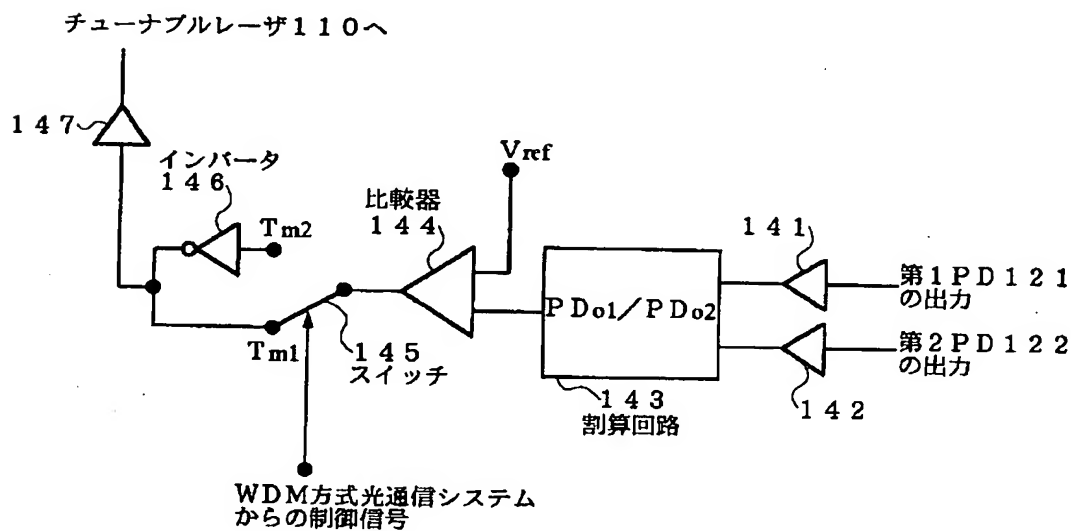 チューナブルレーザ１１０へ
１４７
インバータ
１４６
Tm2
Vref
比較器
１４４
１４１
第１ＰＤ１２１
の出力
ＰＤo1／ＰＤo2
第２ＰＤ１２２
の出力
Tm1
１４５
スイッチ
１４３
割算回路
１４２
ＷＤＭ方式光通信システム
からの制御信号